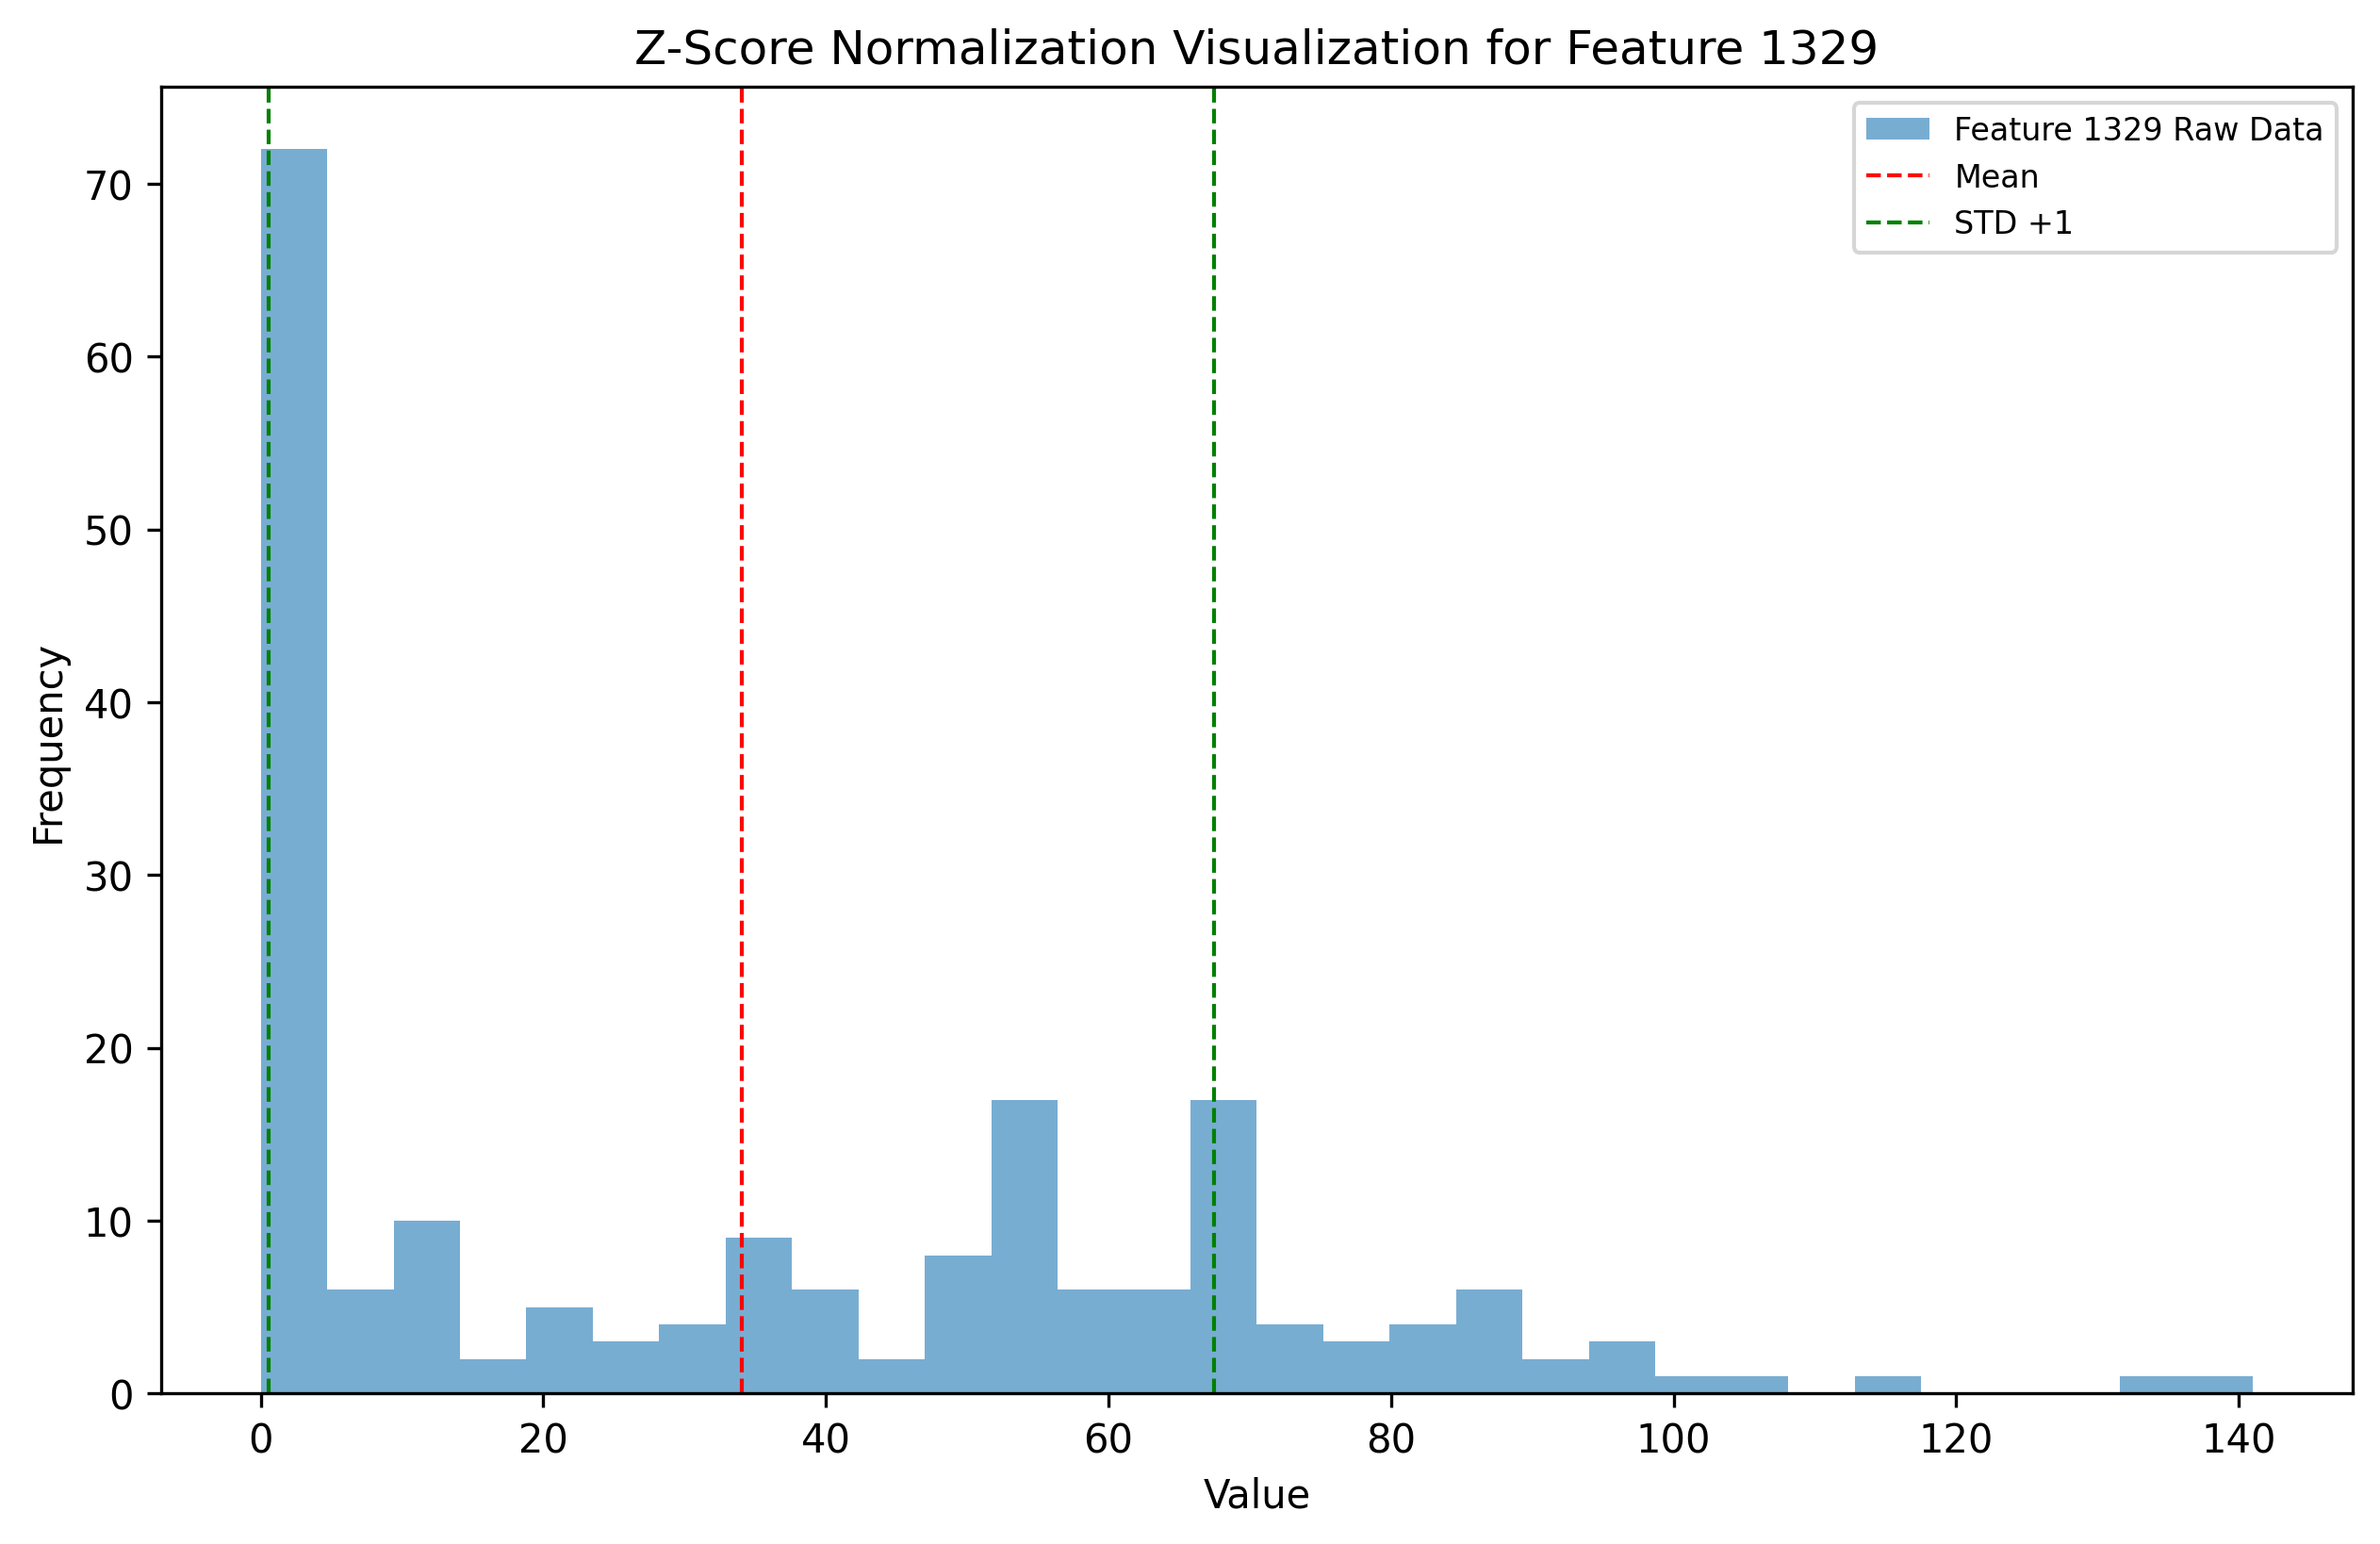 Z-Score Normalization Visualization for Feature 1329
Feature 1329 Raw Data
Mean
STD +1
Frequency
70
60
50
40
30
20
10
0
0 20 40 60 80 100 120 140
Value